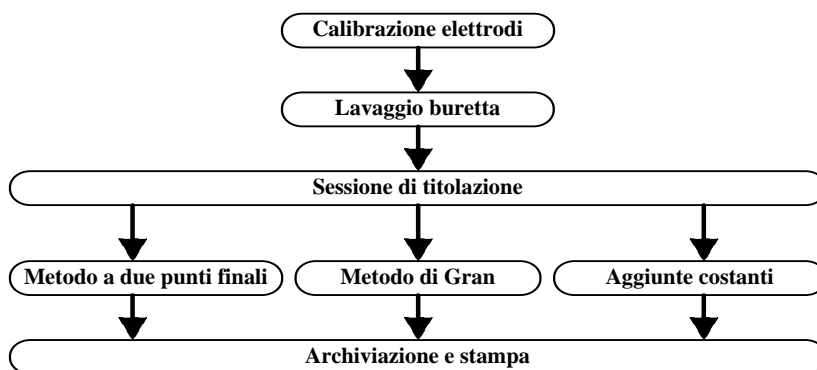 Calibrazione elettrodi
Lavaggio buretta
Sessione di titolazione
Metodo a due punti finali
Metodo di Gran
Aggiunte costanti
Archiviazione e stampa